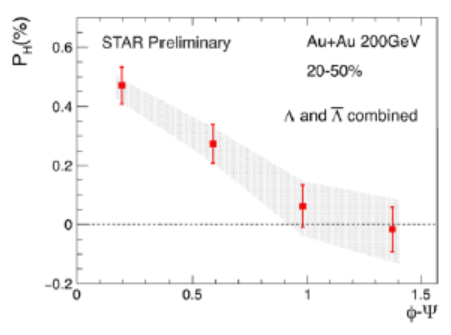 P_H(%)
STAR Preliminary
Au+Au 200GeV
20-50%
Λ and Λ̅ combined
0.6
0.4
0.2
0
-0.2
0 0.5 1 1.5
ϕ-Ψ